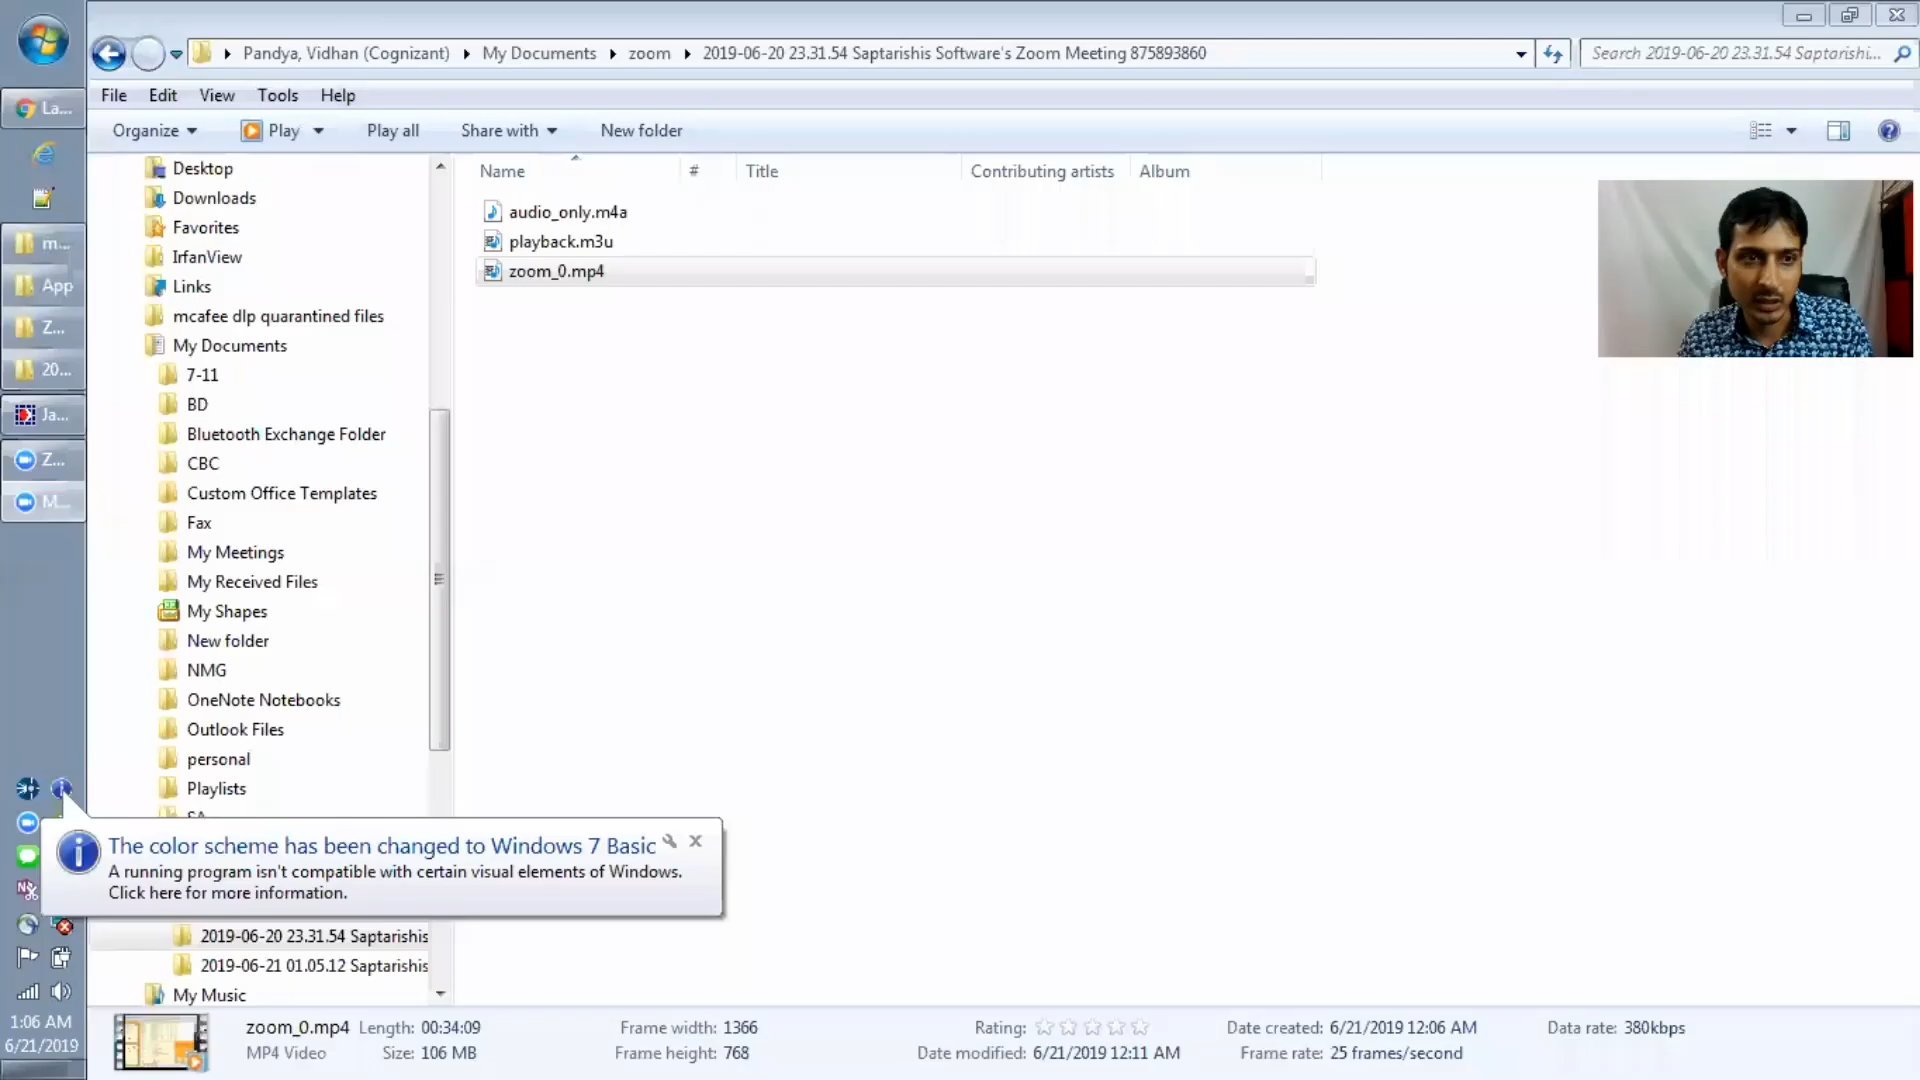 Pandya, Vidhan (Cognizant) My Documents zoom 2019-06-20 23.31.54 Saptarishis Software's Zoom Meeting 875893860
Search 2019-06-20 23.31.54 Saptarishi...
File Edit View Tools Help
Organize Play Play all Share with New folder
La...
m...
App
Z...
20...
Ja...
Z...
M...
Desktop
Downloads
Favorites
IrfanView
Links
mcafee dlp quarantined files
My Documents
7-11
BD
Bluetooth Exchange Folder
CBC
Custom Office Templates
Fax
My Meetings
My Received Files
My Shapes
New folder
NMG
OneNote Notebooks
Outlook Files
personal
Playlists
2019-06-20 23.31.54 Saptarishis
2019-06-21 01.05.12 Saptarishis
My Music
Name # Title Contributing artists Album
audio_only.m4a
playback.m3u
zoom_0.mp4
The color scheme has been changed to Windows 7 Basic
A running program isn't compatible with certain visual elements of Windows.
Click here for more information.
1:06 AM
6/21/2019
zoom_0.mp4 Length: 00:34:09 Frame width: 1366 Rating: Date created: 6/21/2019 12:06 AM Data rate: 380kbps
MP4 Video Size: 106 MB Frame height: 768 Date modified: 6/21/2019 12:11 AM Frame rate: 25 frames/second